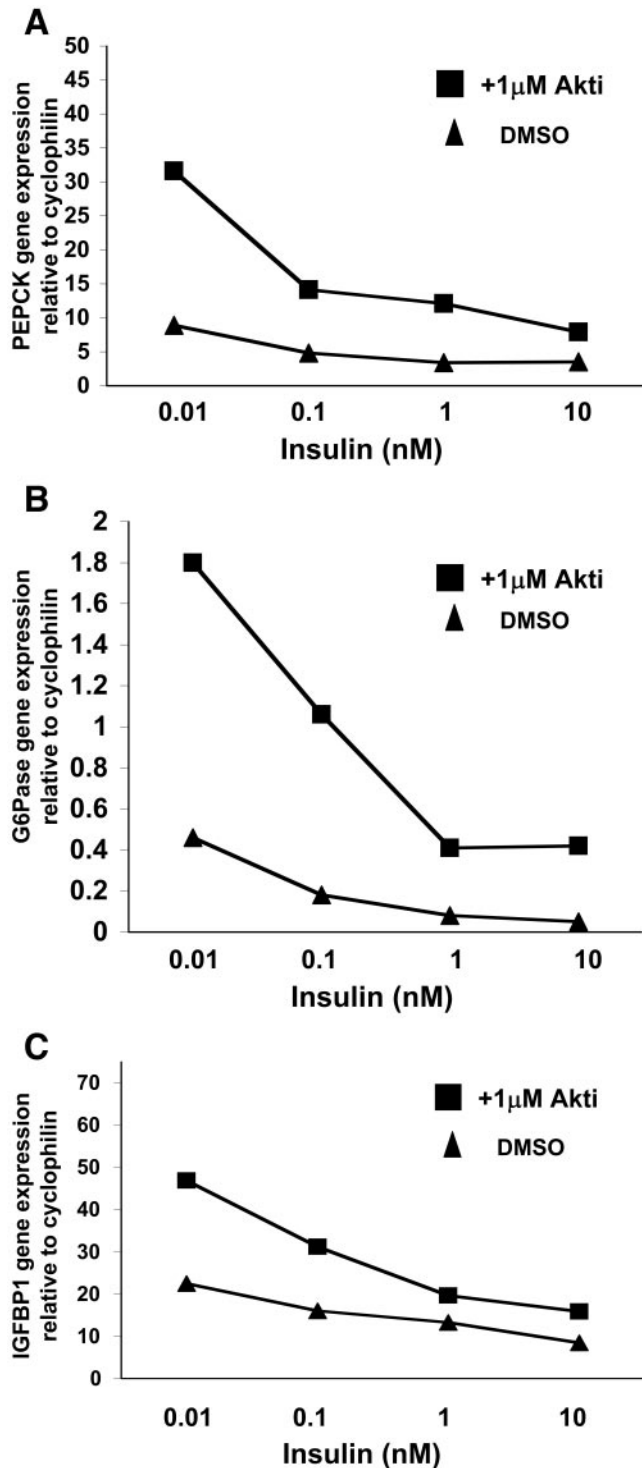 A
PEPCK gene expression
relative to cyclophilin
50
45
40
35
30
25
20
15
10
5
0
+1μM Akti
DMSO
0.01 0.1 1 10
Insulin (nM)
B
G6Pase gene expression
relative to cyclophilin
2
1.8
1.6
1.4
1.2
1
0.8
0.6
0.4
0.2
0
+1μM Akti
DMSO
0.01 0.1 1 10
Insulin (nM)
C
IGFBP1 gene expression
relative to cyclophilin
70
60
50
40
30
20
10
0
+1μM Akti
DMSO
0.01 0.1 1 10
Insulin (nM)